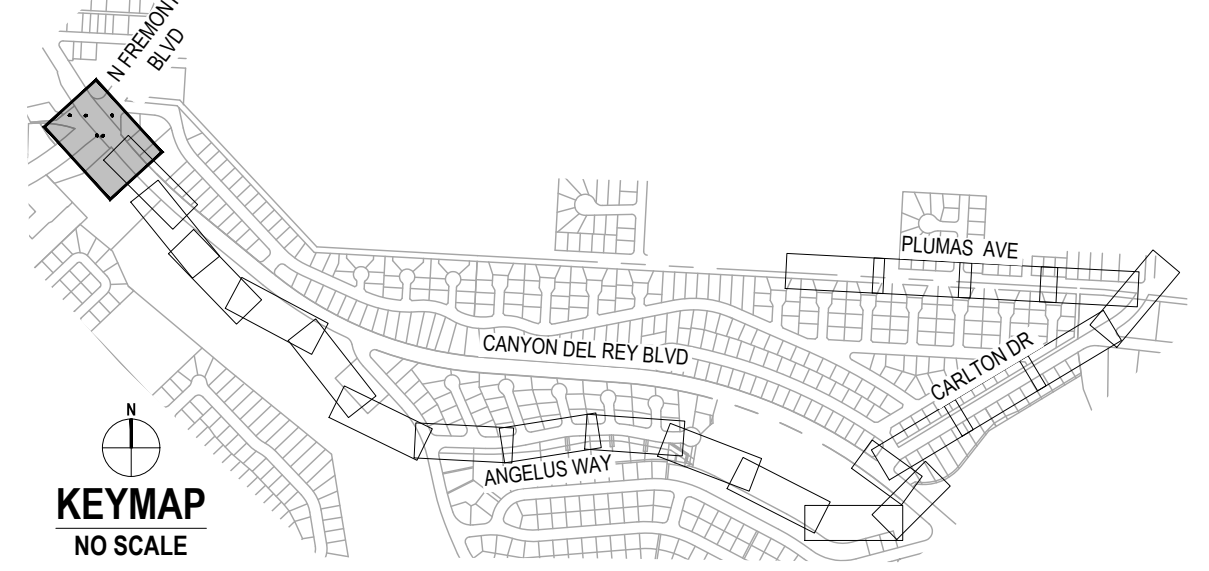 N FREMONT
BLVD
PLUMAS AVE
CANYON DEL REY BLVD
CARLTON DR
ANGELUS WAY
N
KEYMAP
NO SCALE